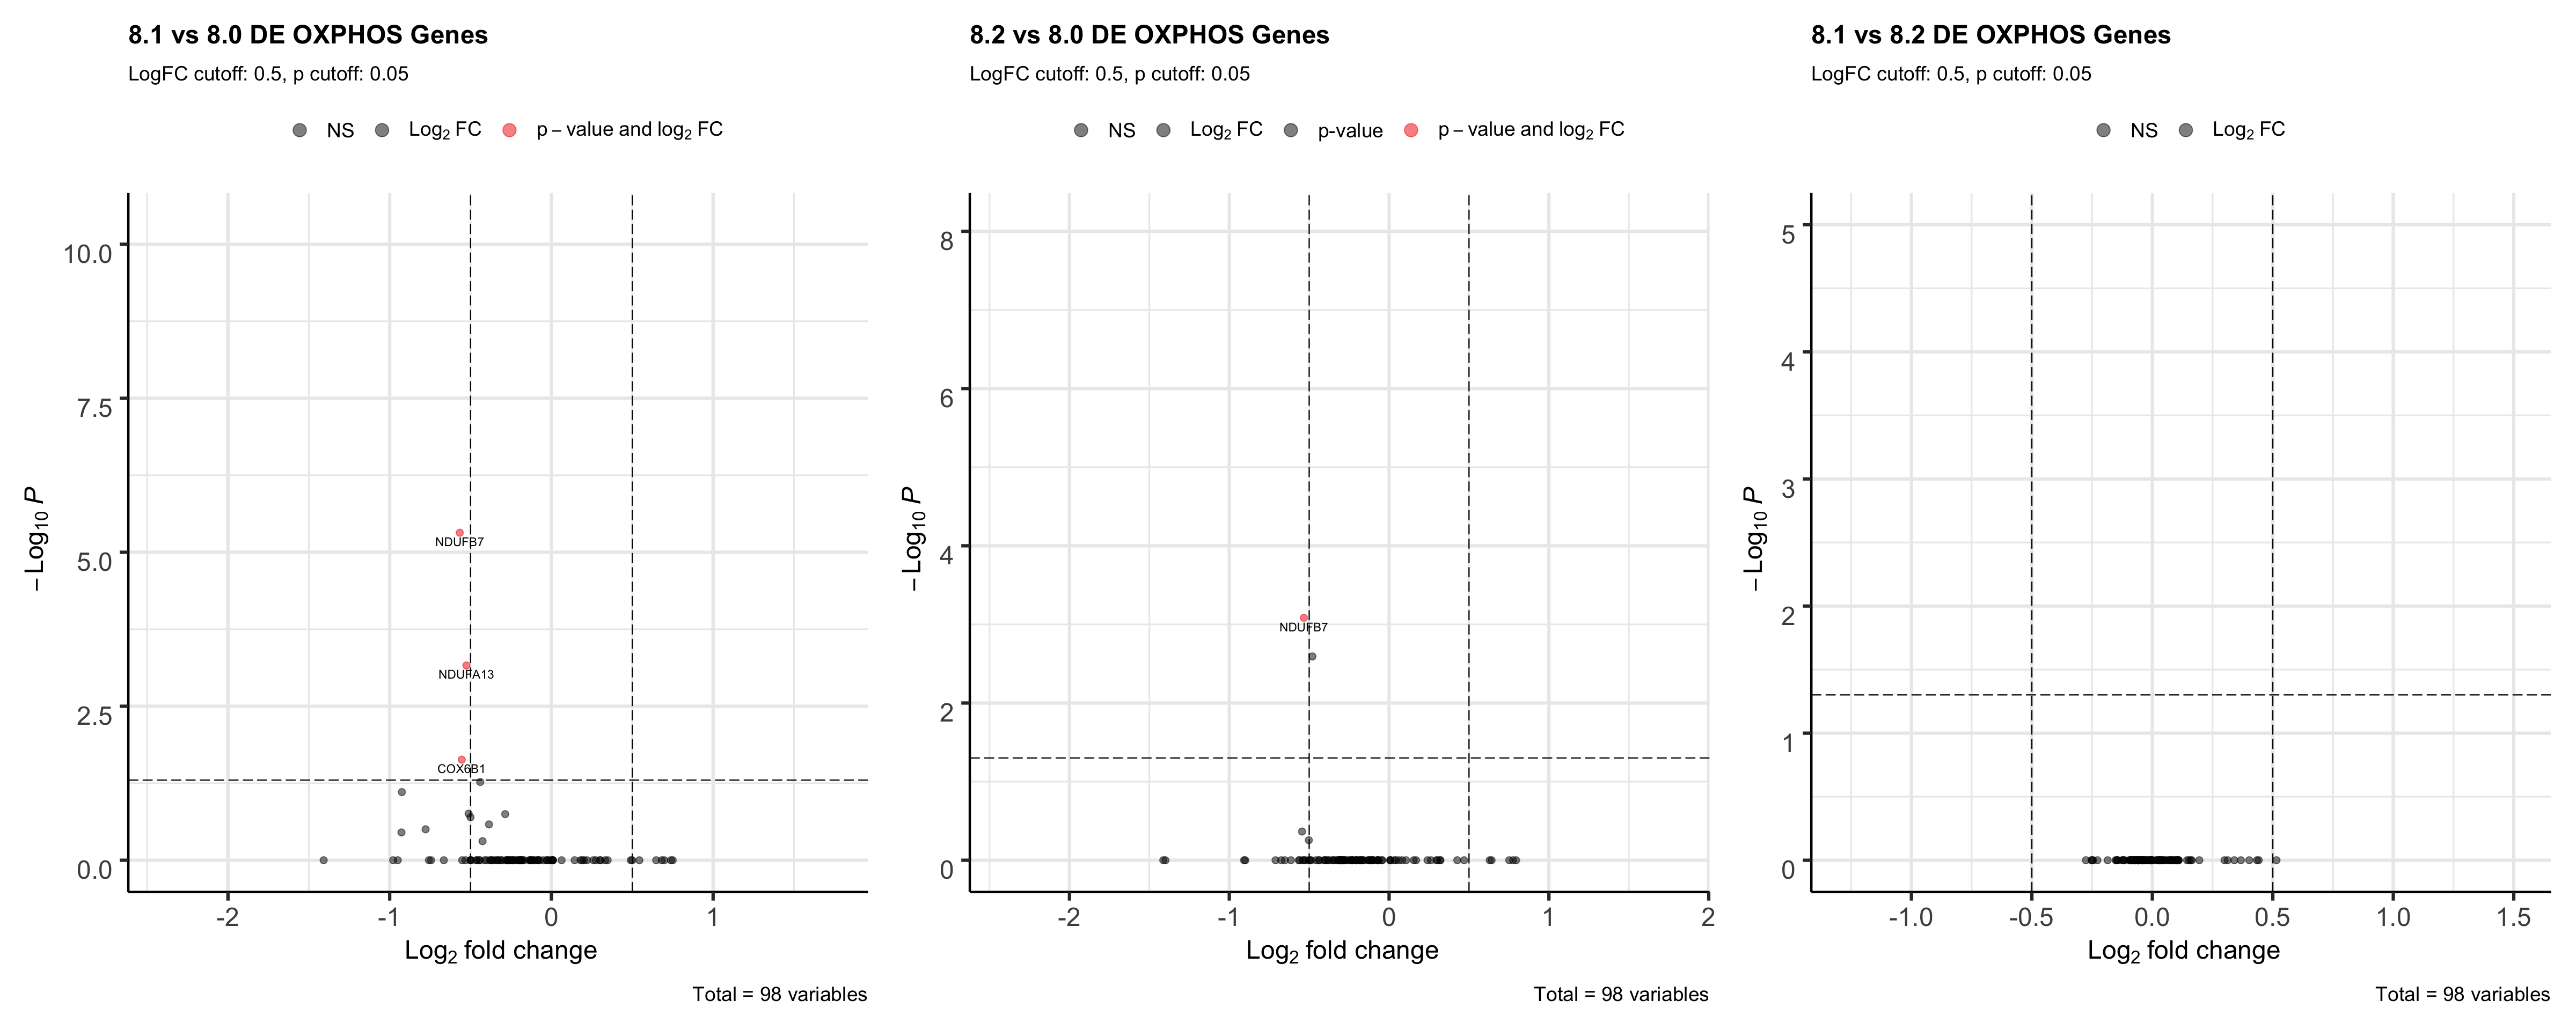 8.1 vs 8.0 DE OXPHOS Genes
LogFC cutoff: 0.5, p cutoff: 0.05
NS Log₂ FC p – value and log₂ FC
10.0
7.5
5.0
2.5
0.0
– Log₁₀ P
NDUFB7
NDUFA13
COX6B1
-2 -1 0 1
Log₂ fold change
Total = 98 variables
8.2 vs 8.0 DE OXPHOS Genes
LogFC cutoff: 0.5, p cutoff: 0.05
NS Log₂ FC p-value p – value and log₂ FC
8
6
4
2
0
– Log₁₀ P
NDUFB7
-2 -1 0 1 2
Log₂ fold change
Total = 98 variables
8.1 vs 8.2 DE OXPHOS Genes
LogFC cutoff: 0.5, p cutoff: 0.05
NS Log₂ FC
5
4
3
2
1
0
– Log₁₀ P
-1.0 -0.5 0.0 0.5 1.0 1.5
Log₂ fold change
Total = 98 variables